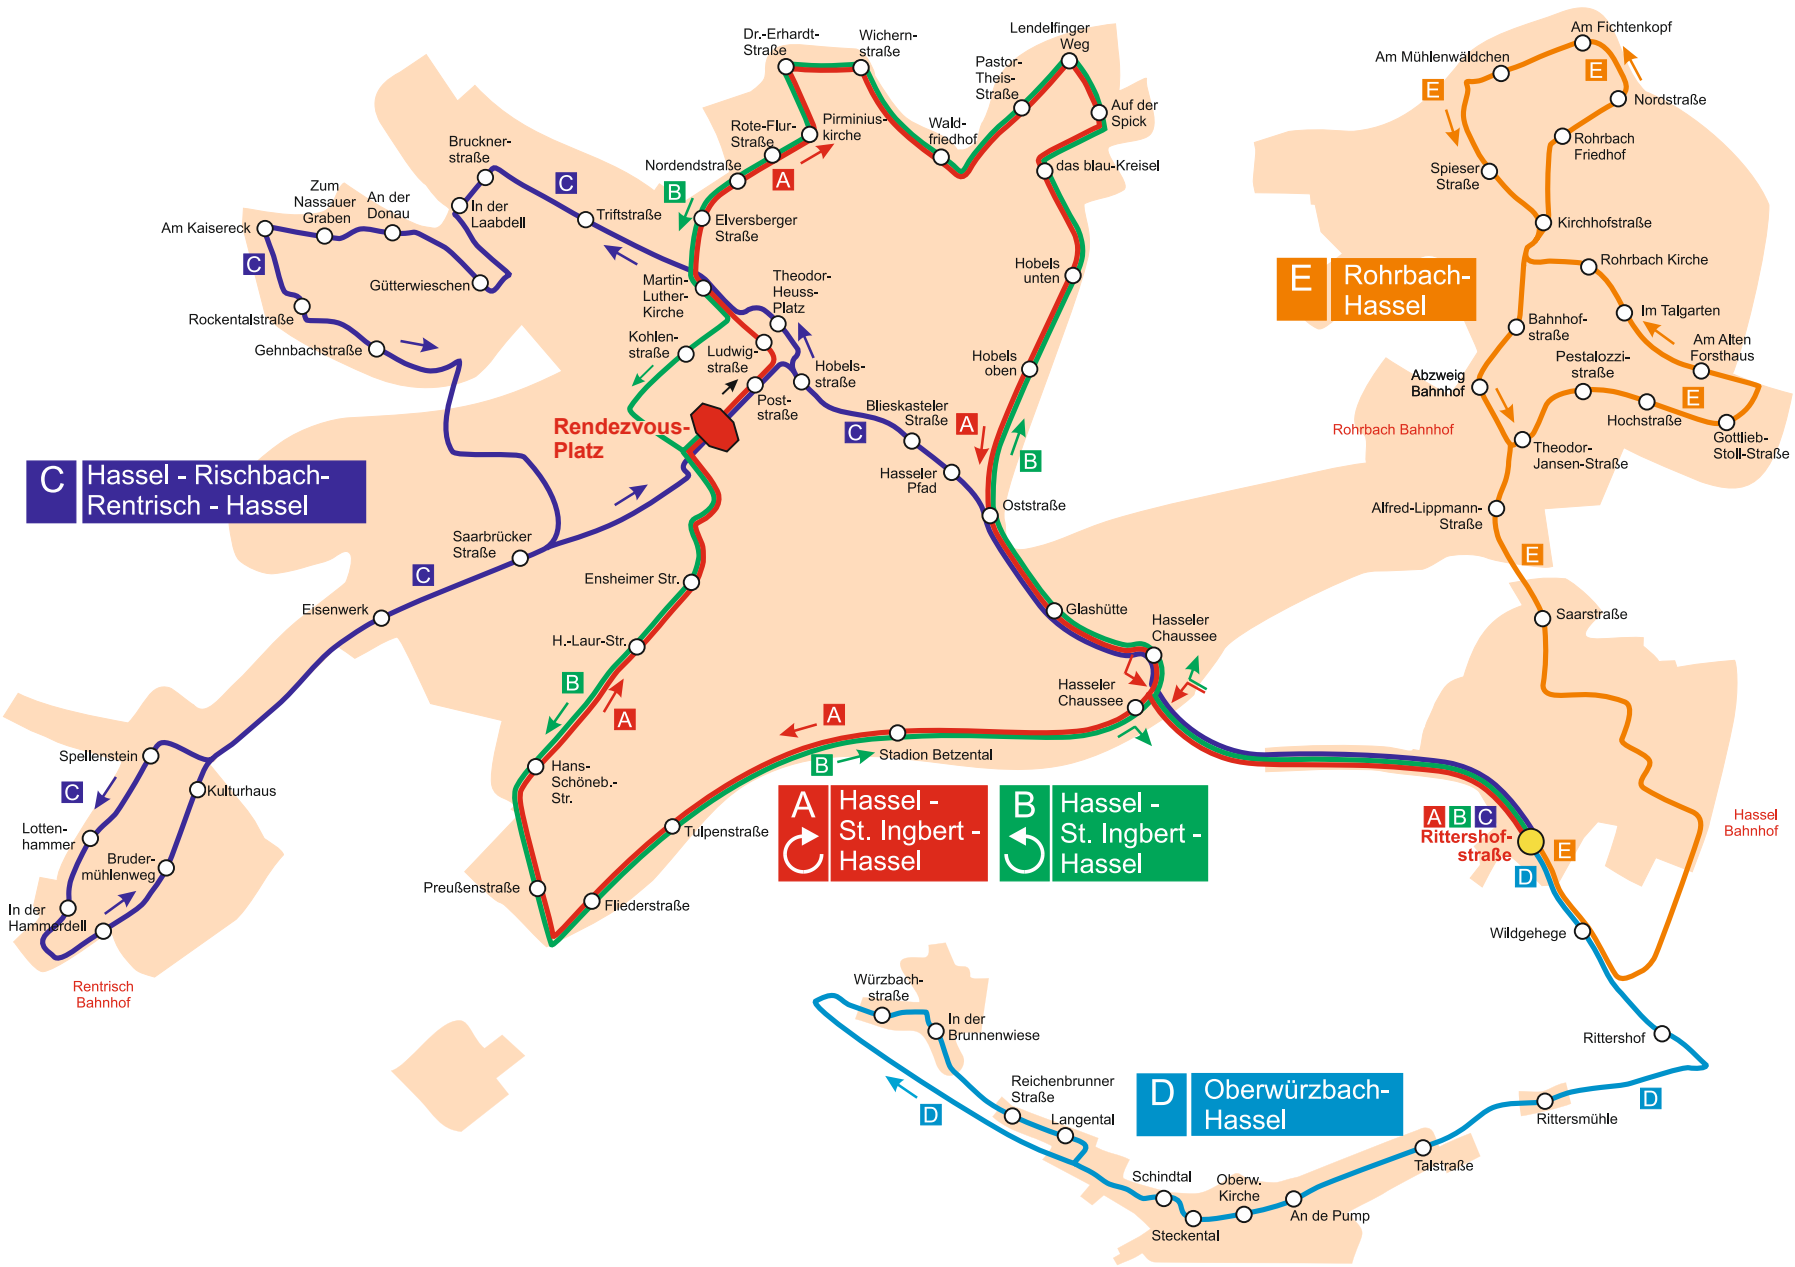 Dr.-Erhardt-
Straße
Wichern-
straße
Lendelfinger
Weg
Pastor-
Theis-
Straße
Auf der
Spick
Am Fichtenkopf
Am Mühlenwäldchen
E
E
Nordstraße
Rohrbach
Friedhof
Spieser
Straße
Kirchhofstraße
Rohrbach Kirche
E
Rohrbach-
Hassel
Im Talgarten
Bahnhof-
straße
Am Alten
Forsthaus
Pestalozzi-
straße
Abzweig
Bahnhof
E
Hochstraße
Rohrbach Bahnhof
Theodor-
Jansen-Straße
Gottlieb-
Stoll-Straße
Alfred-Lippmann-
Straße
E
Saarstraße
Rote-Flur-
Straße
Pirminius-
kirche
Wald-
friedhof
das blau-Kreisel
Nordendstraße
A
B
Elversberger
Straße
Bruckner-
straße
C
Triftstraße
In der
Laabdell
Zum
Nassauer
Graben
An der
Donau
Am Kaisereck
C
Gütterwieschen
Rockentalstraße
Gehnbachstraße
Martin-
Luther-
Kirche
Theodor-
Heuss-
Platz
Hobels
unten
Kohlen-
straße
Ludwig-
straße
Hobels-
straße
Hobels
oben
Post-
straße
Rendezvous-
Platz
Blieskasteler
Straße
C
A
B
Hasseler
Pfad
Oststraße
C
Hassel - Rischbach-
Rentrisch - Hassel
Saarbrücker
Straße
C
Ensheimer Str.
Eisenwerk
Glashütte
Hasseler
Chaussee
H.-Laur-Str.
B
A
Hasseler
Chaussee
A
B
Stadion Betzental
Spellenstein
C
Kulturhaus
Hans-
Schöneb.-
Str.
A
Hassel -
St. Ingbert -
Hassel
B
Hassel -
St. Ingbert -
Hassel
Hassel
Bahnhof
A B C
Rittershof-
straße
E
D
Lotten-
hammer
Bruder-
mühlenweg
Tulpenstraße
Preußenstraße
Fliederstraße
In der
Hammerdell
Wildgehege
Rentrisch
Bahnhof
Würzbach-
straße
In der
Brunnenwiese
Rittershof
Reichenbrunner
Straße
D
Langental
D
Oberwürzbach-
Hassel
D
Rittersmühle
Talstraße
Schindtal
Oberw.
Kirche
An de Pump
Steckental